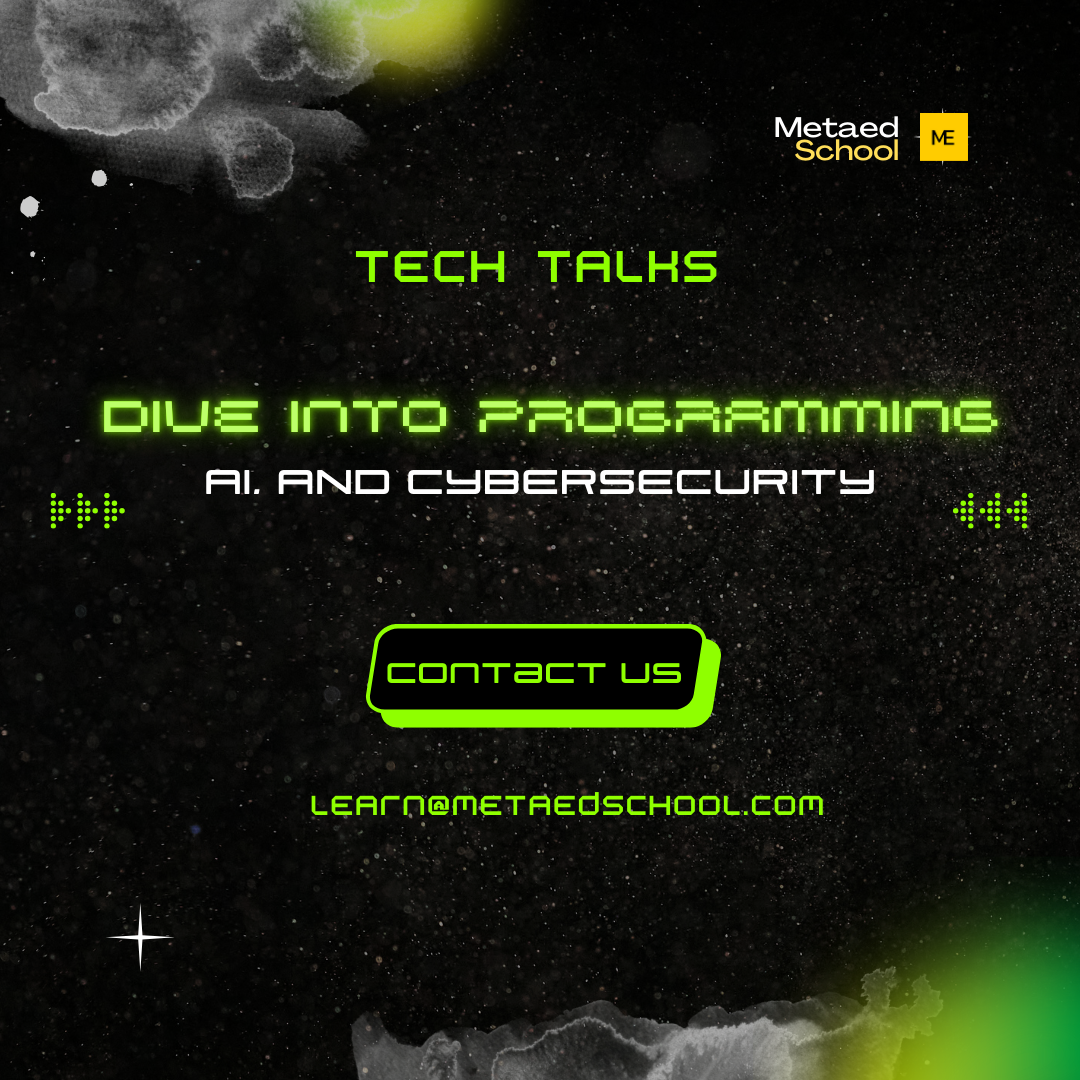 Metaed
School
ME
TECH TALKS
DIVE INTO PROGRAMMING
AI, AND CYBERSECURITY
CONTACT US
LEARN@METAEDSCHOOL.COM